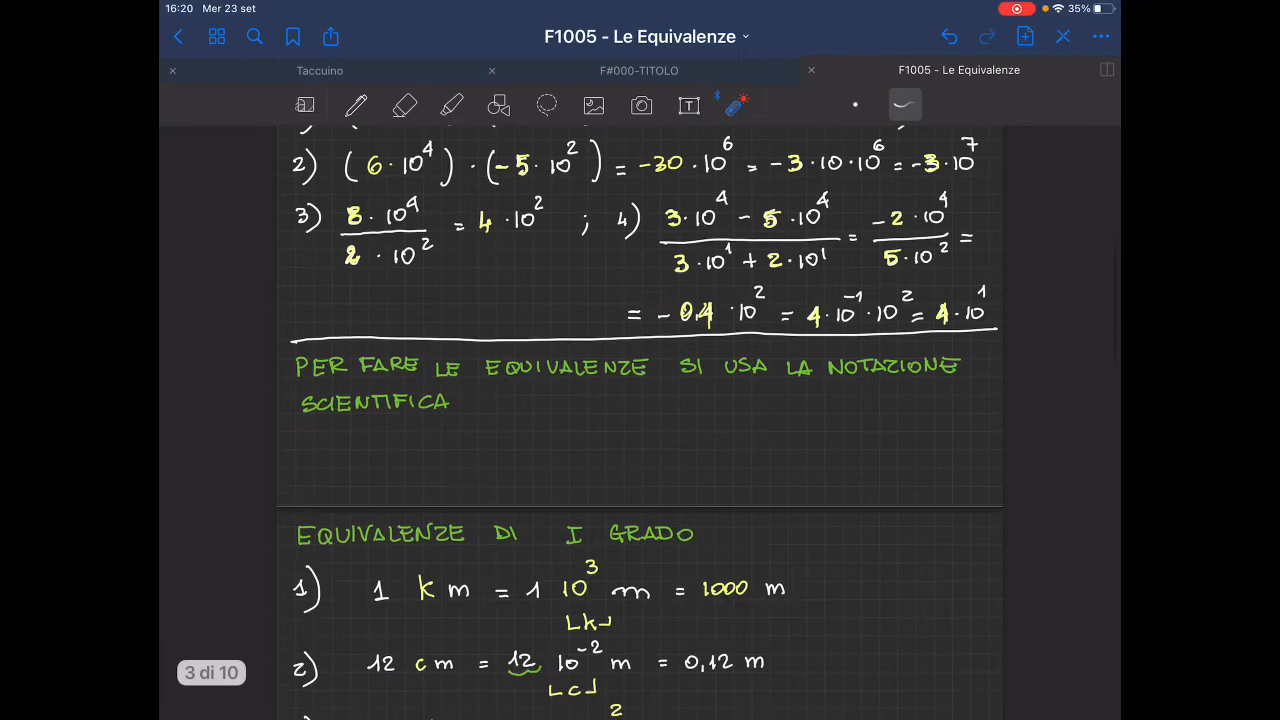 16:20 Mer 23 set 35%
F1005 - Le Equivalenze
Taccuino F#000-TITOLO F1005 - Le Equivalenze
2) (6 · 10⁴) · (-5 · 10²) = -30 · 10⁶ = -3 · 10 · 10⁶ = -3 · 10⁷
3) 8 · 10⁴ / 2 · 10² = 4 · 10² ; 4) 3 · 10⁴ - 5 · 10⁴ / 3 · 10¹ + 2 · 10¹ = -2 · 10⁴ / 5 · 10² =
= - 0,4 · 10² = 4 · 10⁻¹ · 10² = 4 · 10¹
PER FARE LE EQUIVALENZE SI USA LA NOTAZIONE
SCIENTIFICA
EQUIVALENZE DI I GRADO
1) 1 k m = 1 10³ m = 1000 m
k
2) 12 c m = 12 10⁻² m = 0,12 m
c
2
3 di 10